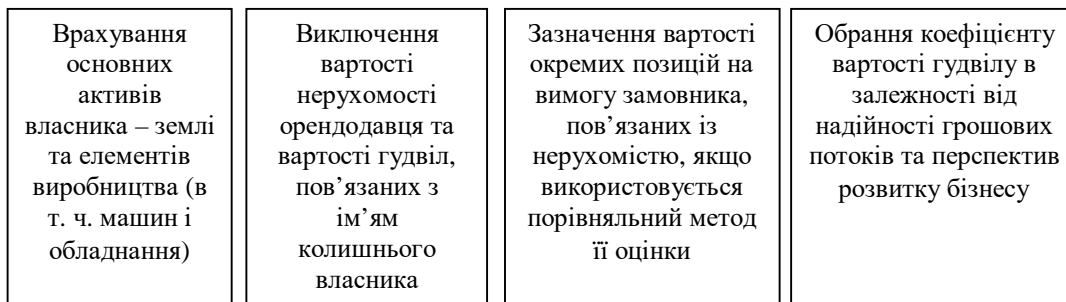 Врахування
основних
активів
власника – землі
та елементів
виробництва (в
т. ч. машин і
обладнання)
Виключення
вартості
нерухомості
орендодавця та
вартості гудвіл,
пов’язаних з
ім’ям
колишнього
власника
Зазначення вартості
окремих позицій на
вимогу замовника,
пов’язаних із
нерухомістю, якщо
використовується
порівняльний метод
її оцінки
Обрання коефіцієнту
вартості гудвілу в
залежності від
надійності грошових
потоків та перспектив
розвитку бізнесу